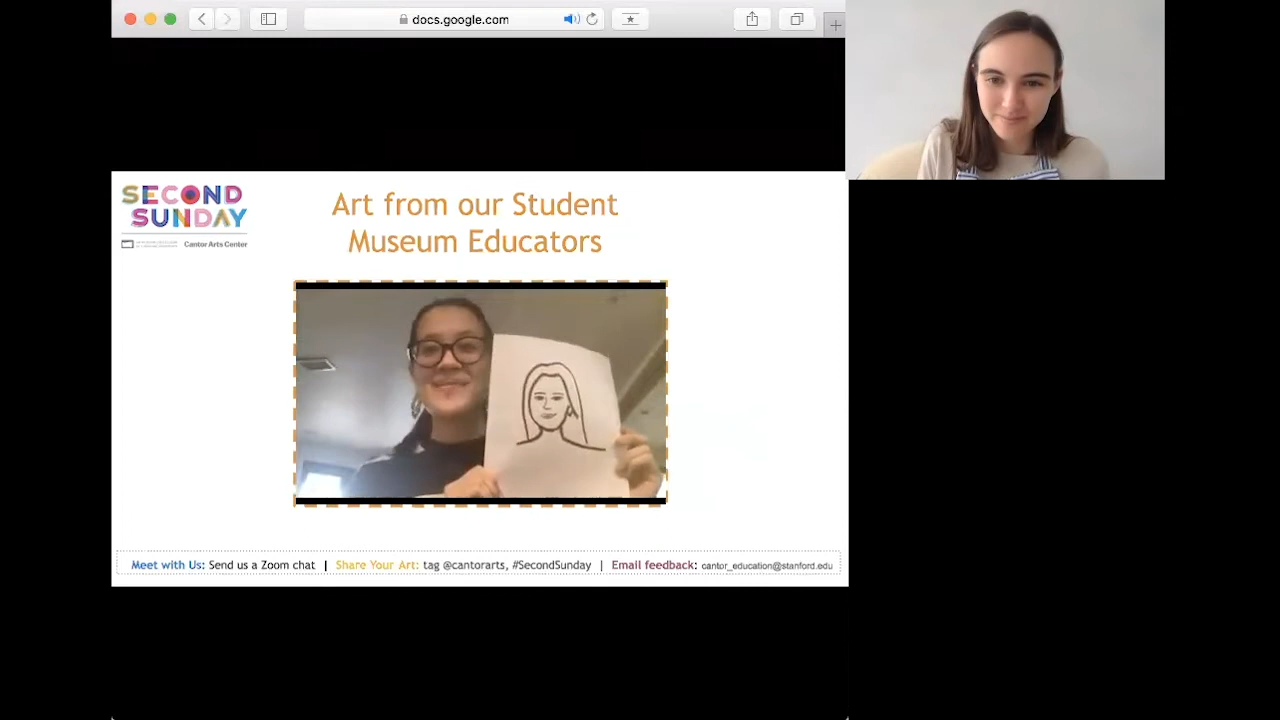 docs.google.com
SECOND
SUNDAY
Cantor Arts Center
Art from our Student
Museum Educators
Meet with Us: Send us a Zoom chat | Share Your Art: tag @cantorarts, #SecondSunday | Email feedback: cantor_education@stanford.edu